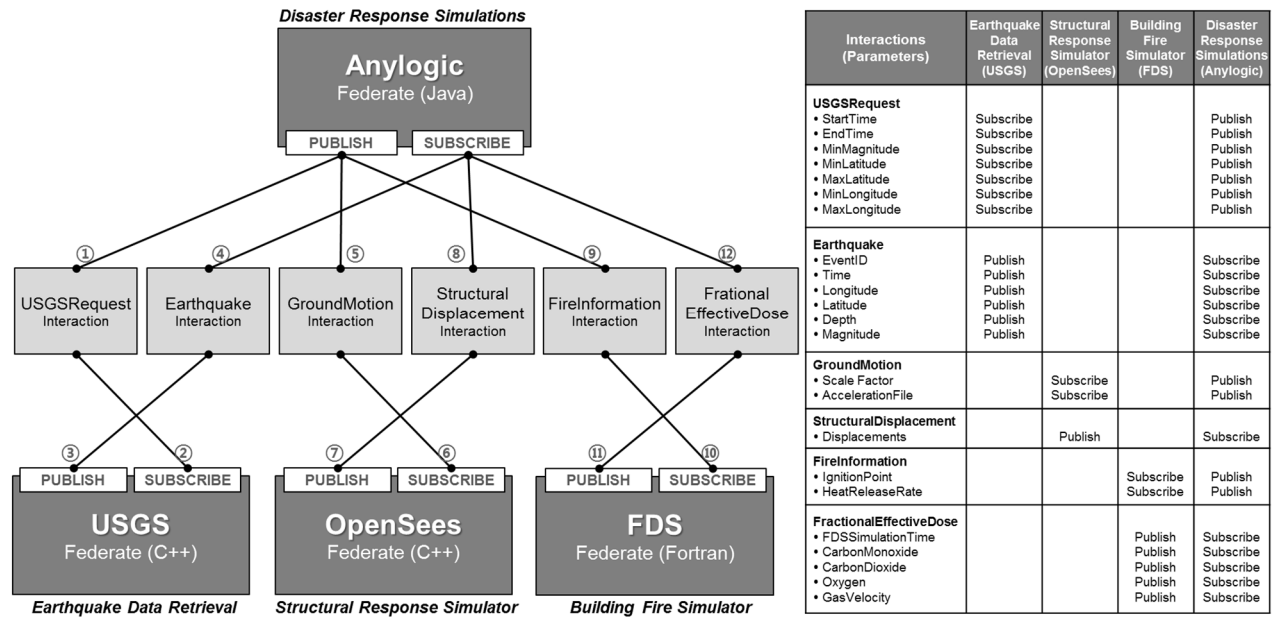 Disaster Response Simulations
Anylogic
Federate (Java)
PUBLISH SUBSCRIBE
① ④ ⑤ ⑧ ⑨ ⑫
USGSRequest
Interaction
Earthquake
Interaction
GroundMotion
Interaction
Structural
Displacement
Interaction
FireInformation
Interaction
Frational
EffectiveDose
Interaction
③ ② ⑦ ⑥ ⑪ ⑩
PUBLISH SUBSCRIBE
USGS
Federate (C++)
Earthquake Data Retrieval
PUBLISH SUBSCRIBE
OpenSees
Federate (C++)
Structural Response Simulator
PUBLISH SUBSCRIBE
FDS
Federate (Fortran)
Building Fire Simulator
Interactions
(Parameters)
Earthquake
Data
Retrieval
(USGS)
Structural
Response
Simulator
(OpenSees)
Building
Fire
Simulator
(FDS)
Disaster
Response
Simulations
(Anylogic)
USGSRequest
• StartTime Subscribe Publish
• EndTime Subscribe Publish
• MinMagnitude Subscribe Publish
• MinLatitude Subscribe Publish
• MaxLatitude Subscribe Publish
• MinLongitude Subscribe Publish
• MaxLongitude Subscribe Publish
Earthquake
• EventID Publish Subscribe
• Time Publish Subscribe
• Longitude Publish Subscribe
• Latitude Publish Subscribe
• Depth Publish Subscribe
• Magnitude Publish Subscribe
GroundMotion
• Scale Factor Subscribe Publish
• AccelerationFile Subscribe Publish
StructuralDisplacement
• Displacements Publish Subscribe
FireInformation
• IgnitionPoint Subscribe Publish
• HeatReleaseRate Subscribe Publish
FractionalEffectiveDose
• FDSSimulationTime Publish Subscribe
• CarbonMonoxide Publish Subscribe
• CarbonDioxide Publish Subscribe
• Oxygen Publish Subscribe
• GasVelocity Publish Subscribe